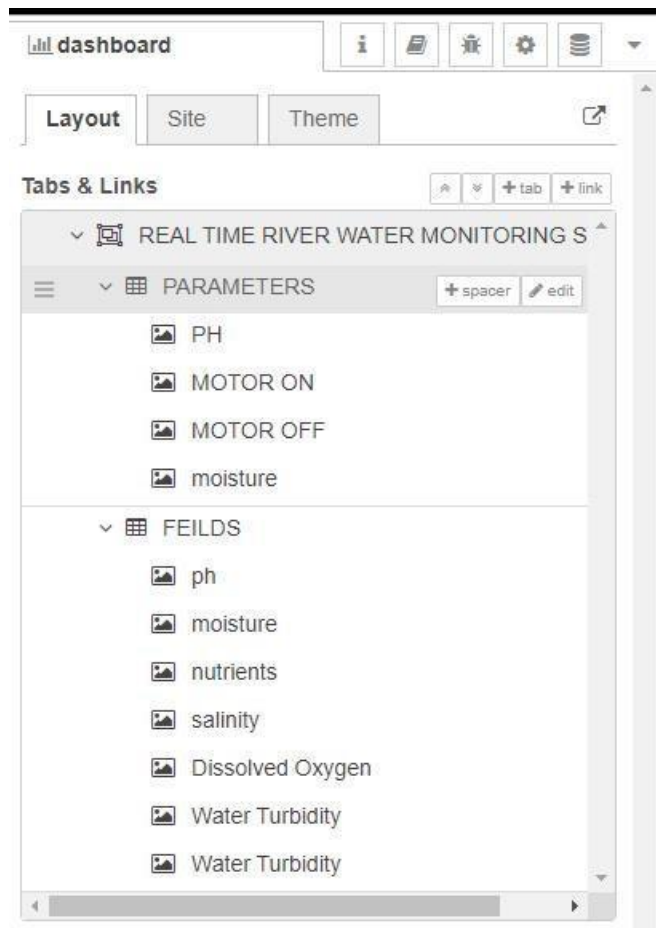 dashboard
Layout Site Theme
Tabs & Links + tab + link
REAL TIME RIVER WATER MONITORING S
PARAMETERS + spacer edit
PH
MOTOR ON
MOTOR OFF
moisture
FEILDS
ph
moisture
nutrients
salinity
Dissolved Oxygen
Water Turbidity
Water Turbidity